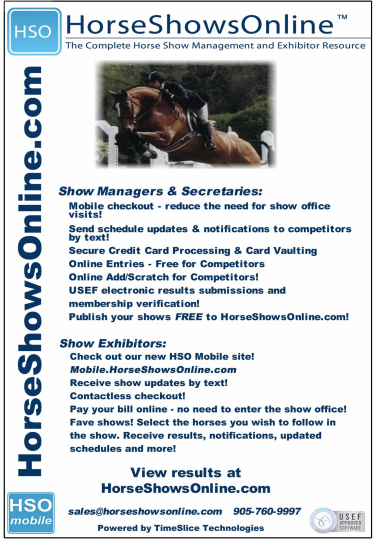 HSO
HorseShowsOnline™
The Complete Horse Show Management and Exhibitor Resource
HorseShowsOnline.com
Show Managers & Secretaries:
Mobile checkout - reduce the need for show office
visits!
Send schedule updates & notifications to competitors
by text!
Secure Credit Card Processing & Card Vaulting
Online Entries - Free for Competitors
Online Add/Scratch for Competitors!
USEF electronic results submissions and
membership verification!
Publish your shows FREE to HorseShowsOnline.com!
Show Exhibitors:
Check out our new HSO Mobile site!
Mobile.HorseShowsOnline.com
Receive show updates by text!
Contactless checkout!
Pay your bill online - no need to enter the show office!
Fave shows! Select the horses you wish to follow in
the show. Receive results, notifications, updated
schedules and more!
View results at
HorseShowsOnline.com
HSO
mobile
sales@horseshowsonline.com 905-760-9997
Powered by TimeSlice Technologies
USEF
APPROVED
SOFTWARE